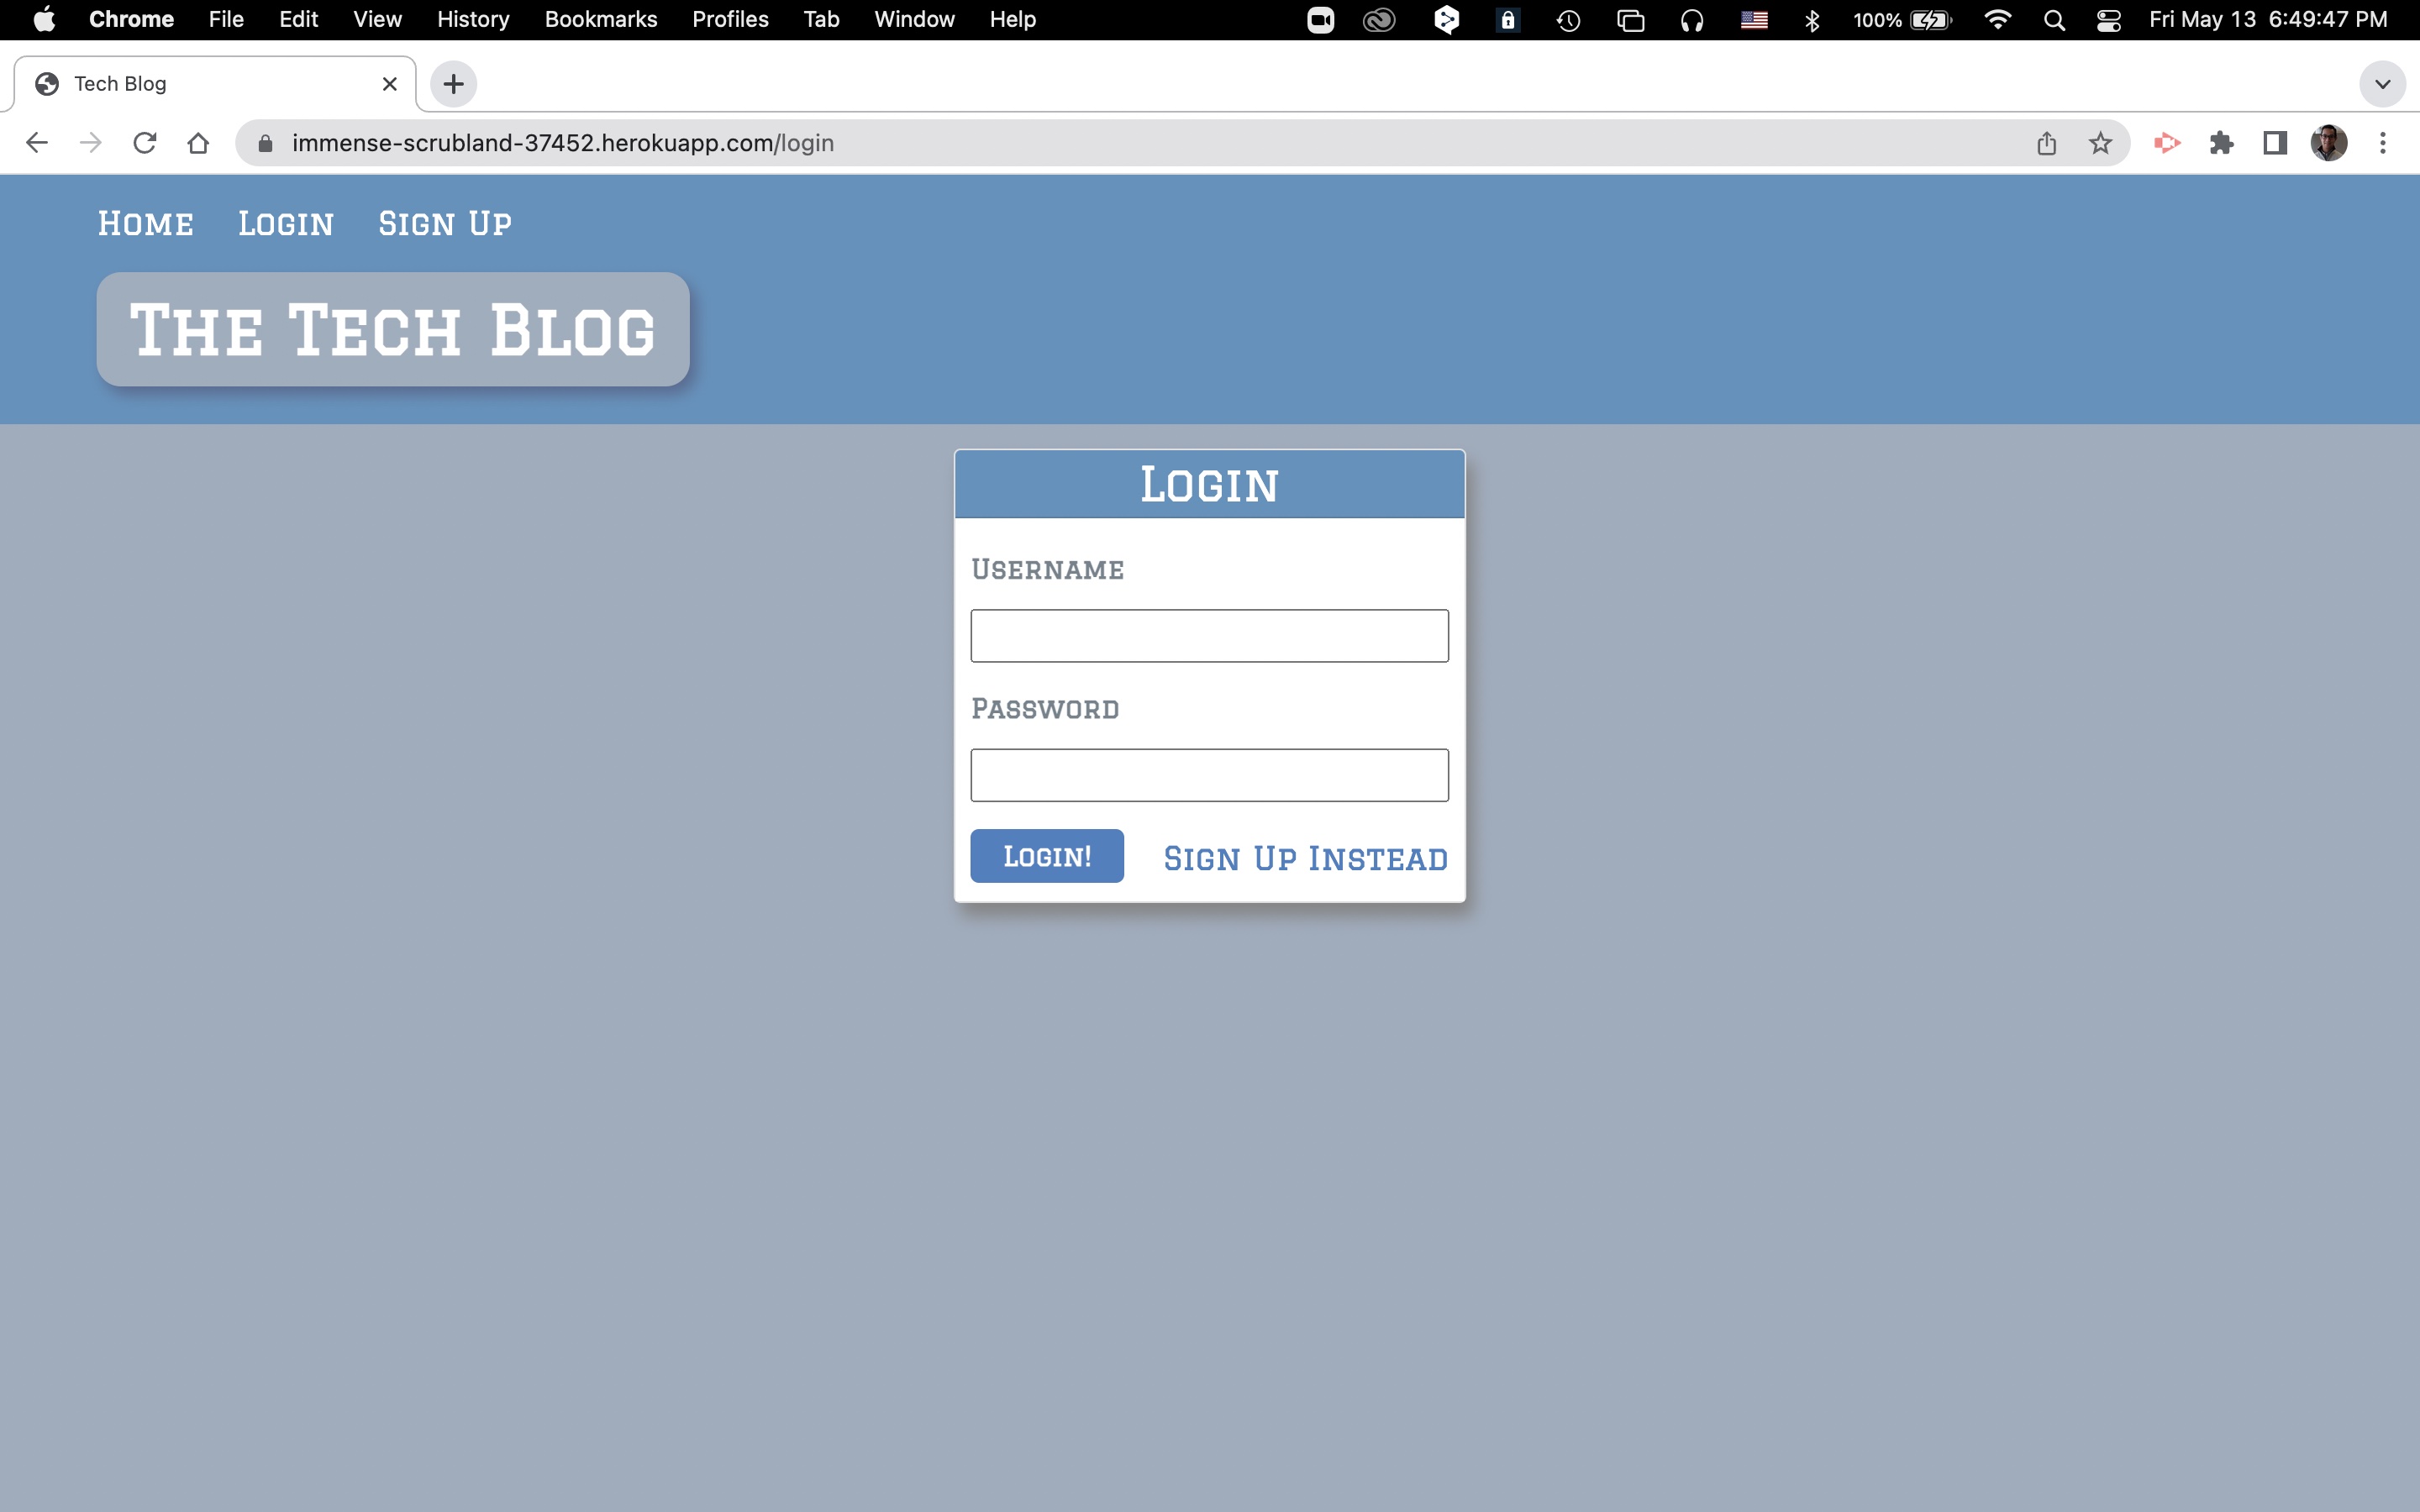 Chrome File Edit View History Bookmarks Profiles Tab Window Help 100% Fri May 13 6:49:47 PM
Tech Blog
immense-scrubland-37452.herokuapp.com/login
Home Login Sign Up
The Tech Blog
Login
Username
Password
Login! Sign Up Instead